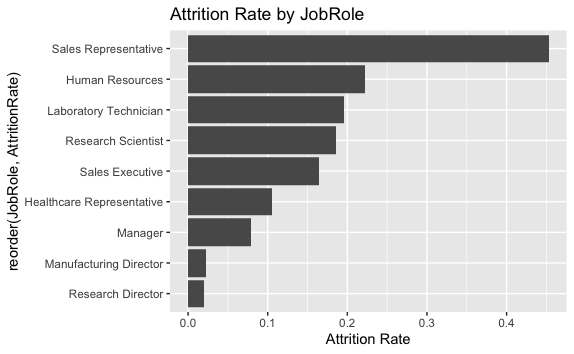 Attrition Rate by JobRole
reorder(JobRole, AttritionRate)
Sales Representative
Human Resources
Laboratory Technician
Research Scientist
Sales Executive
Healthcare Representative
Manager
Manufacturing Director
Research Director
0.0 0.1 0.2 0.3 0.4
Attrition Rate